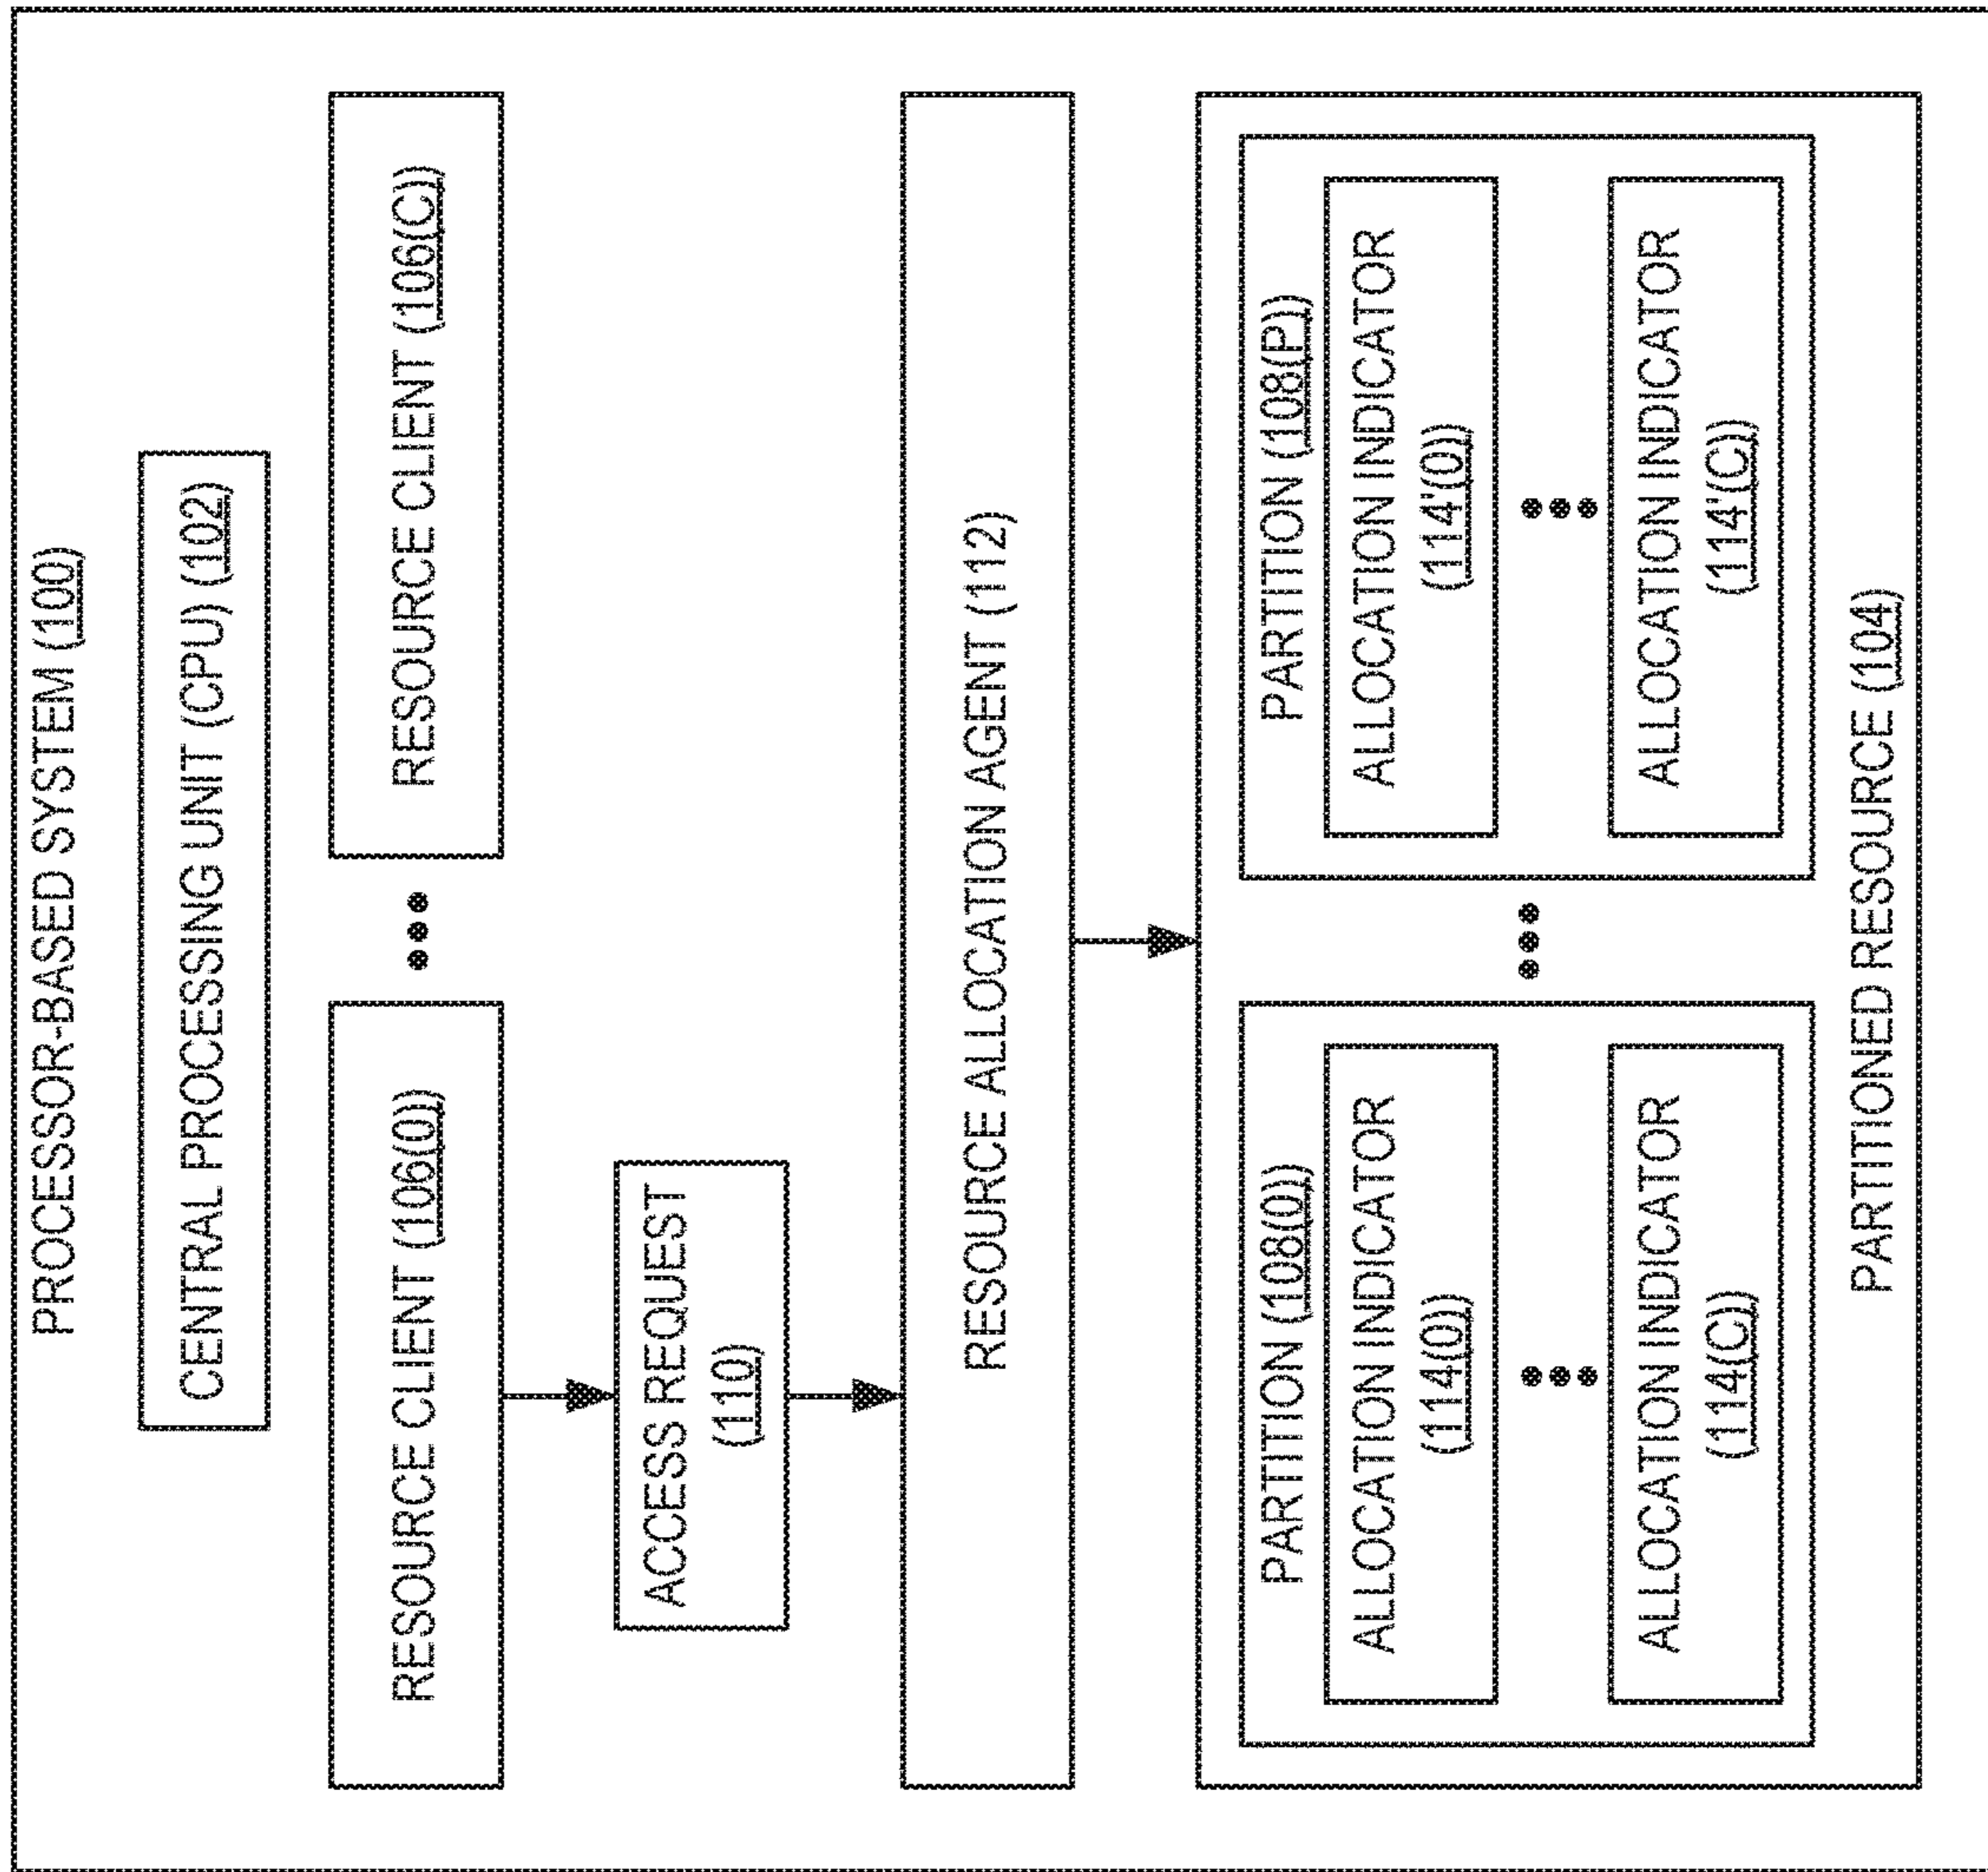 PROCESSOR-BASED SYSTEM (100)
CENTRAL PROCESSING UNIT (CPU) (102)
RESOURCE CLIENT (106(0))
RESOURCE CLIENT (106(C))
ACCESS REQUEST
(110)
RESOURCE ALLOCATION AGENT (112)
PARTITION (108(0))
ALLOCATION INDICATOR
(114(0))
ALLOCATION INDICATOR
(114(C))
PARTITION (108(P))
ALLOCATION INDICATOR
(114'(0))
ALLOCATION INDICATOR
(114'(C))
PARTITIONED RESOURCE (104)